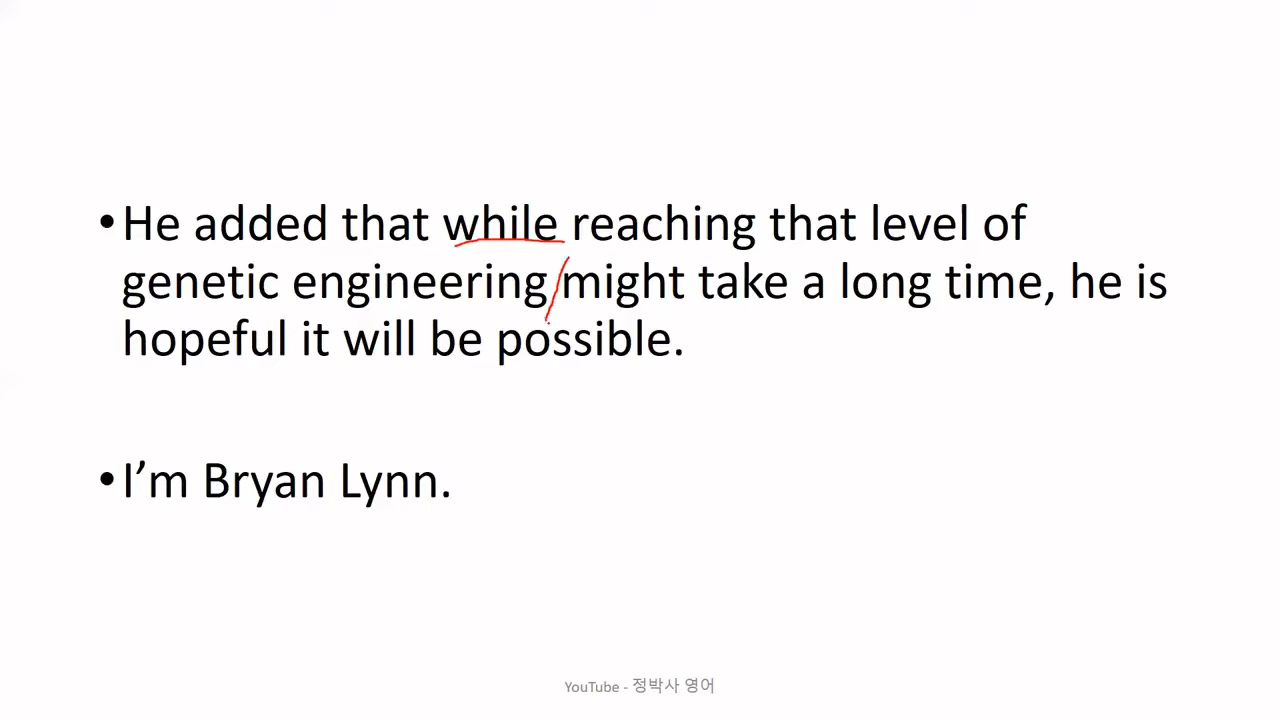 •He added that while reaching that level of
genetic engineering might take a long time, he is
hopeful it will be possible.
•I’m Bryan Lynn.
YouTube - 정박사 영어